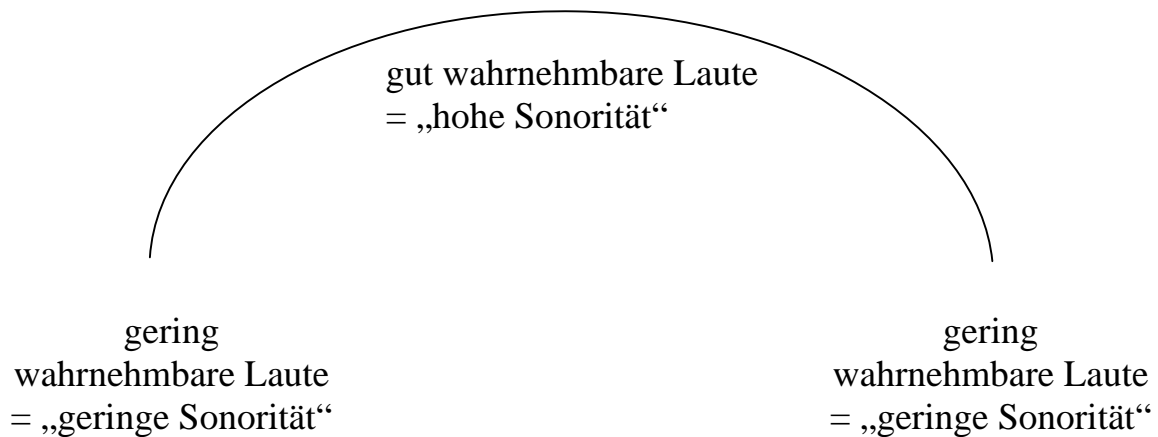 gut wahrnehmbare Laute
= „hohe Sonorität“
gering
wahrnehmbare Laute
= „geringe Sonorität“
gering
wahrnehmbare Laute
= „geringe Sonorität“